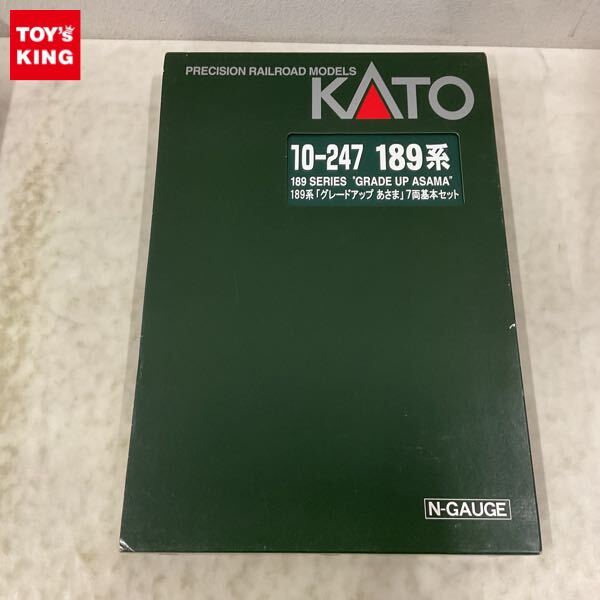 TOY's
KING
PRECISION RAILROAD MODELS
KATO
10-247 189系
189 SERIES "GRADE UP ASAMA"
189系「グレードアップ あさま」7両基本セット
N-GAUGE